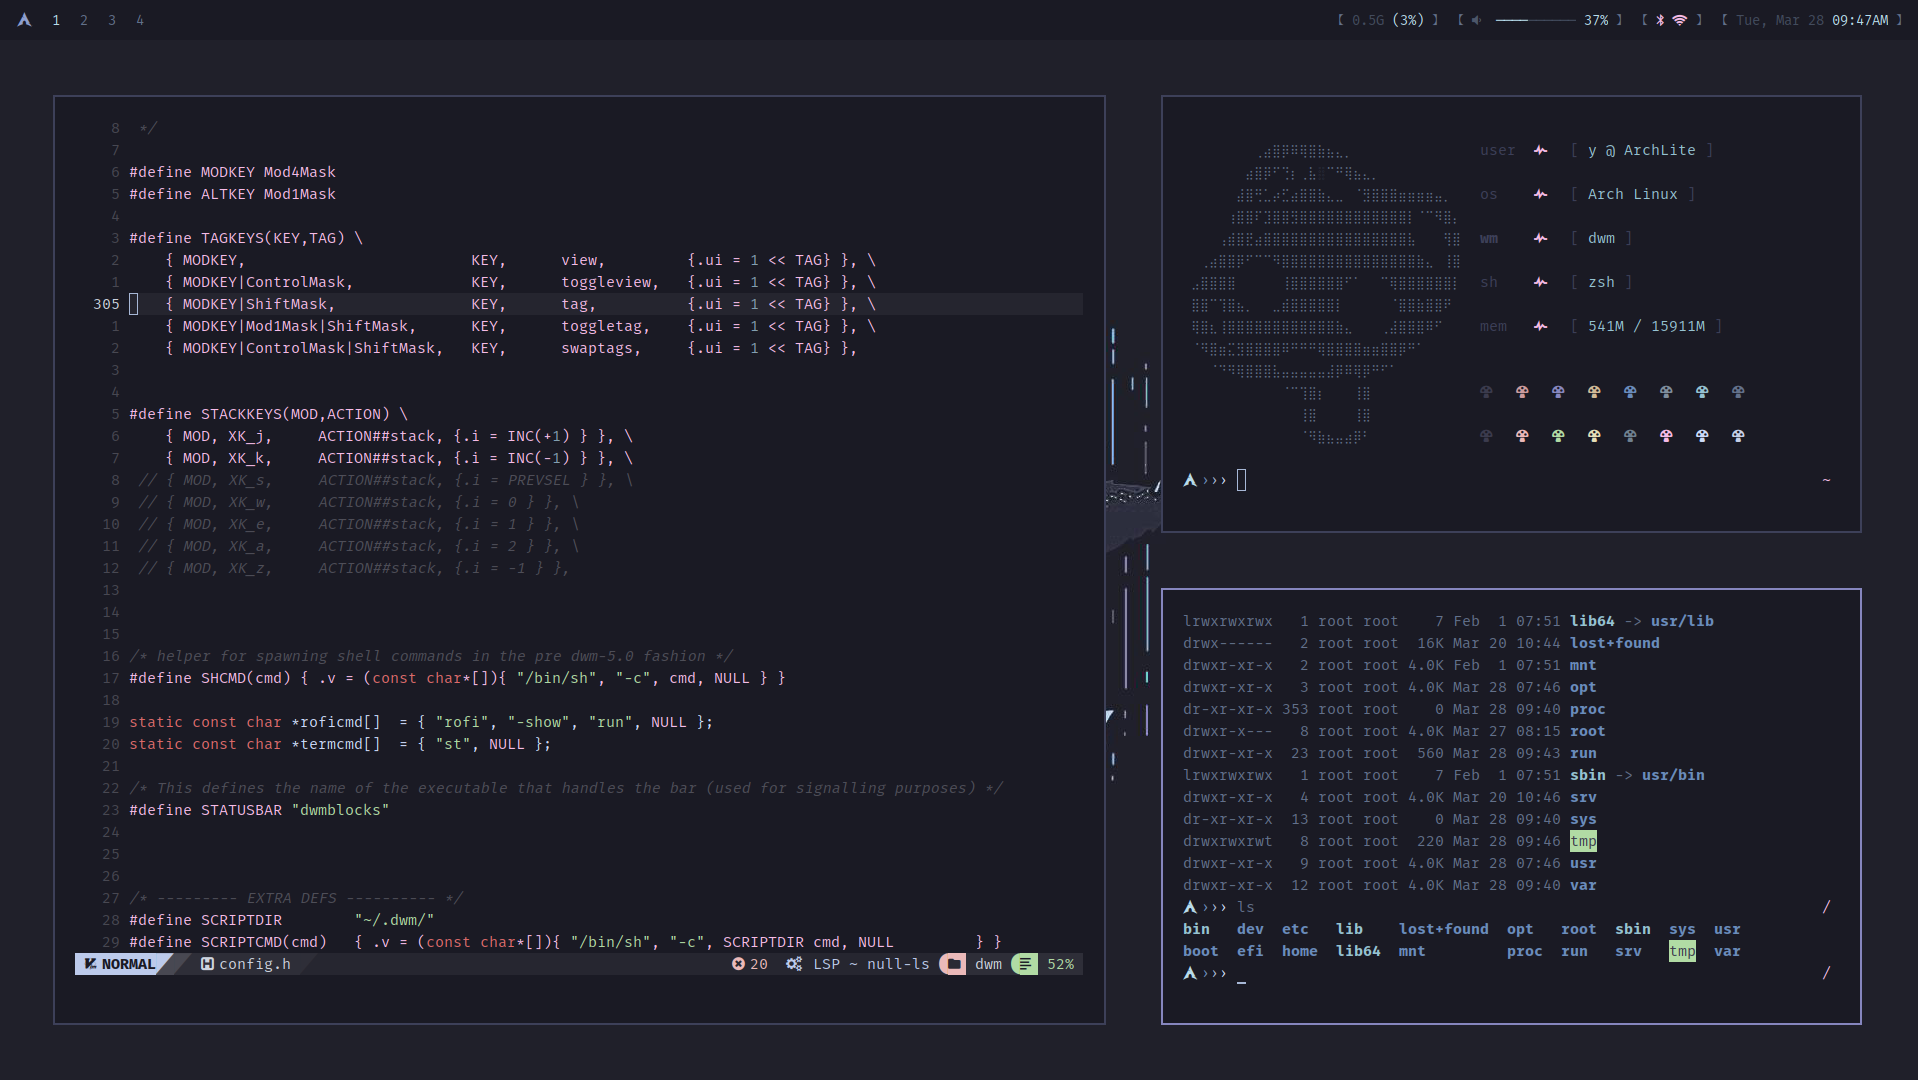 1 2 3 4
【 0.5G (3%) 】 【 37% 】 【 】 【 Tue, Mar 28 09:47AM 】
8  */
7
6 #define MODKEY Mod4Mask
5 #define ALTKEY Mod1Mask
4
3 #define TAGKEYS(KEY,TAG) \
2     { MODKEY,                         KEY,      view,         {.ui = 1 << TAG} }, \
1     { MODKEY|ControlMask,             KEY,      toggleview,   {.ui = 1 << TAG} }, \
305     { MODKEY|ShiftMask,               KEY,      tag,          {.ui = 1 << TAG} }, \
1     { MODKEY|Mod1Mask|ShiftMask,      KEY,      toggletag,    {.ui = 1 << TAG} }, \
2     { MODKEY|ControlMask|ShiftMask,   KEY,      swaptags,     {.ui = 1 << TAG} },
3
4
5 #define STACKKEYS(MOD,ACTION) \
6     { MOD, XK_j,     ACTION##stack, {.i = INC(+1) } }, \
7     { MOD, XK_k,     ACTION##stack, {.i = INC(-1) } }, \
8  // { MOD, XK_s,     ACTION##stack, {.i = PREVSEL } }, \
9  // { MOD, XK_w,     ACTION##stack, {.i = 0 } }, \
10  // { MOD, XK_e,     ACTION##stack, {.i = 1 } }, \
11  // { MOD, XK_a,     ACTION##stack, {.i = 2 } }, \
12  // { MOD, XK_z,     ACTION##stack, {.i = -1 } },
13
14
15
16 /* helper for spawning shell commands in the pre dwm-5.0 fashion */
17 #define SHCMD(cmd) { .v = (const char*[]){ "/bin/sh", "-c", cmd, NULL } }
18
19 static const char *roficmd[]  = { "rofi", "-show", "run", NULL };
20 static const char *termcmd[]  = { "st", NULL };
21
22 /* This defines the name of the executable that handles the bar (used for signalling purposes) */
23 #define STATUSBAR "dwmblocks"
24
25
26
27 /* --------- EXTRA DEFS ---------- */
28 #define SCRIPTDIR        "~/.dwm/"
29 #define SCRIPTCMD(cmd)   { .v = (const char*[]){ "/bin/sh", "-c", SCRIPTDIR cmd, NULL         } }
NORMAL config.h 20 LSP ~ null-ls dwm 52%
user [ y @ ArchLite ]
os [ Arch Linux ]
wm [ dwm ]
sh [ zsh ]
mem [ 541M / 15911M ]
››› ~
lrwxrwxrwx   1 root root    7 Feb  1 07:51 lib64 -> usr/lib
drwx------   2 root root  16K Mar 20 10:44 lost+found
drwxr-xr-x   2 root root 4.0K Feb  1 07:51 mnt
drwxr-xr-x   3 root root 4.0K Mar 28 07:46 opt
dr-xr-xr-x 353 root root    0 Mar 28 09:40 proc
drwxr-x---   8 root root 4.0K Mar 27 08:15 root
drwxr-xr-x  23 root root  560 Mar 28 09:43 run
lrwxrwxrwx   1 root root    7 Feb  1 07:51 sbin -> usr/bin
drwxr-xr-x   4 root root 4.0K Mar 20 10:46 srv
dr-xr-xr-x  13 root root    0 Mar 28 09:40 sys
drwxrwxrwt   8 root root  220 Mar 28 09:46 tmp
drwxr-xr-x   9 root root 4.0K Mar 28 07:46 usr
drwxr-xr-x  12 root root 4.0K Mar 28 09:40 var
››› ls /
bin   dev  etc   lib    lost+found  opt   root  sbin  sys  usr
boot  efi  home  lib64  mnt         proc  run   srv   tmp  var
››› _ /